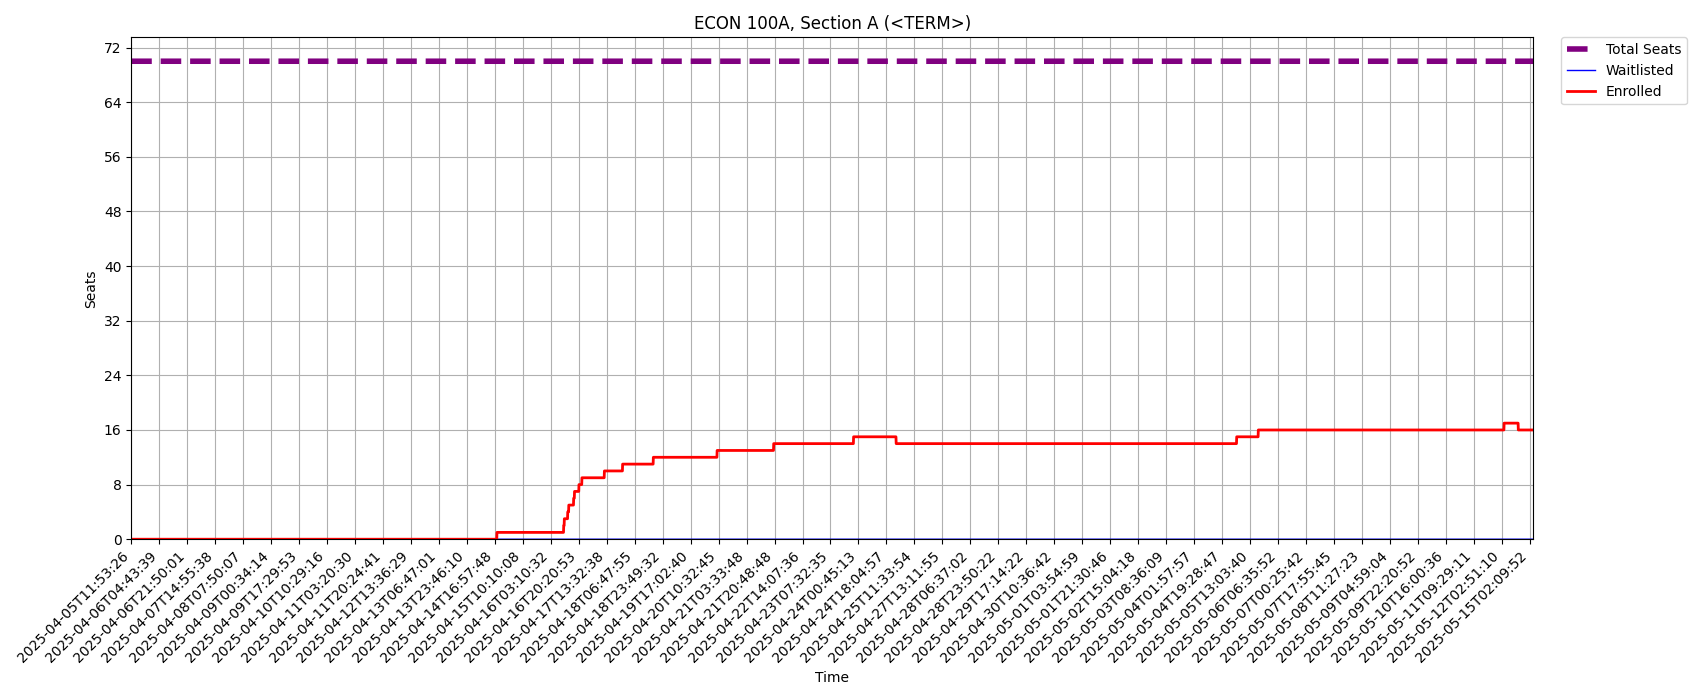 ECON 100A, Section A (<TERM>)
Total Seats
Waitlisted
Enrolled
Seats
72
64
56
48
40
32
24
16
8
0
2025-04-05T11:53:26
2025-04-06T04:43:39
2025-04-06T21:50:01
2025-04-07T14:55:38
2025-04-08T07:50:07
2025-04-09T00:34:14
2025-04-09T17:29:53
2025-04-10T10:29:16
2025-04-11T03:20:30
2025-04-11T20:24:41
2025-04-12T13:36:29
2025-04-13T06:47:01
2025-04-13T23:46:10
2025-04-14T16:57:48
2025-04-15T10:10:08
2025-04-16T03:10:32
2025-04-16T20:20:53
2025-04-17T13:32:38
2025-04-18T06:47:55
2025-04-18T23:49:32
2025-04-19T17:02:40
2025-04-20T10:32:45
2025-04-21T03:33:48
2025-04-21T20:48:48
2025-04-22T14:07:36
2025-04-23T07:32:35
2025-04-24T00:45:13
2025-04-24T18:04:57
2025-04-25T11:33:54
2025-04-27T13:11:55
2025-04-28T06:37:02
2025-04-28T23:50:22
2025-04-29T17:14:22
2025-04-30T10:36:42
2025-05-01T03:54:59
2025-05-01T21:30:46
2025-05-02T15:04:18
2025-05-03T08:36:09
2025-05-04T01:57:57
2025-05-04T19:28:47
2025-05-05T13:03:40
2025-05-06T06:35:52
2025-05-07T00:25:42
2025-05-07T17:55:45
2025-05-08T11:27:23
2025-05-09T04:59:04
2025-05-09T22:20:52
2025-05-10T16:00:36
2025-05-11T09:29:11
2025-05-12T02:51:10
2025-05-15T02:09:52
Time